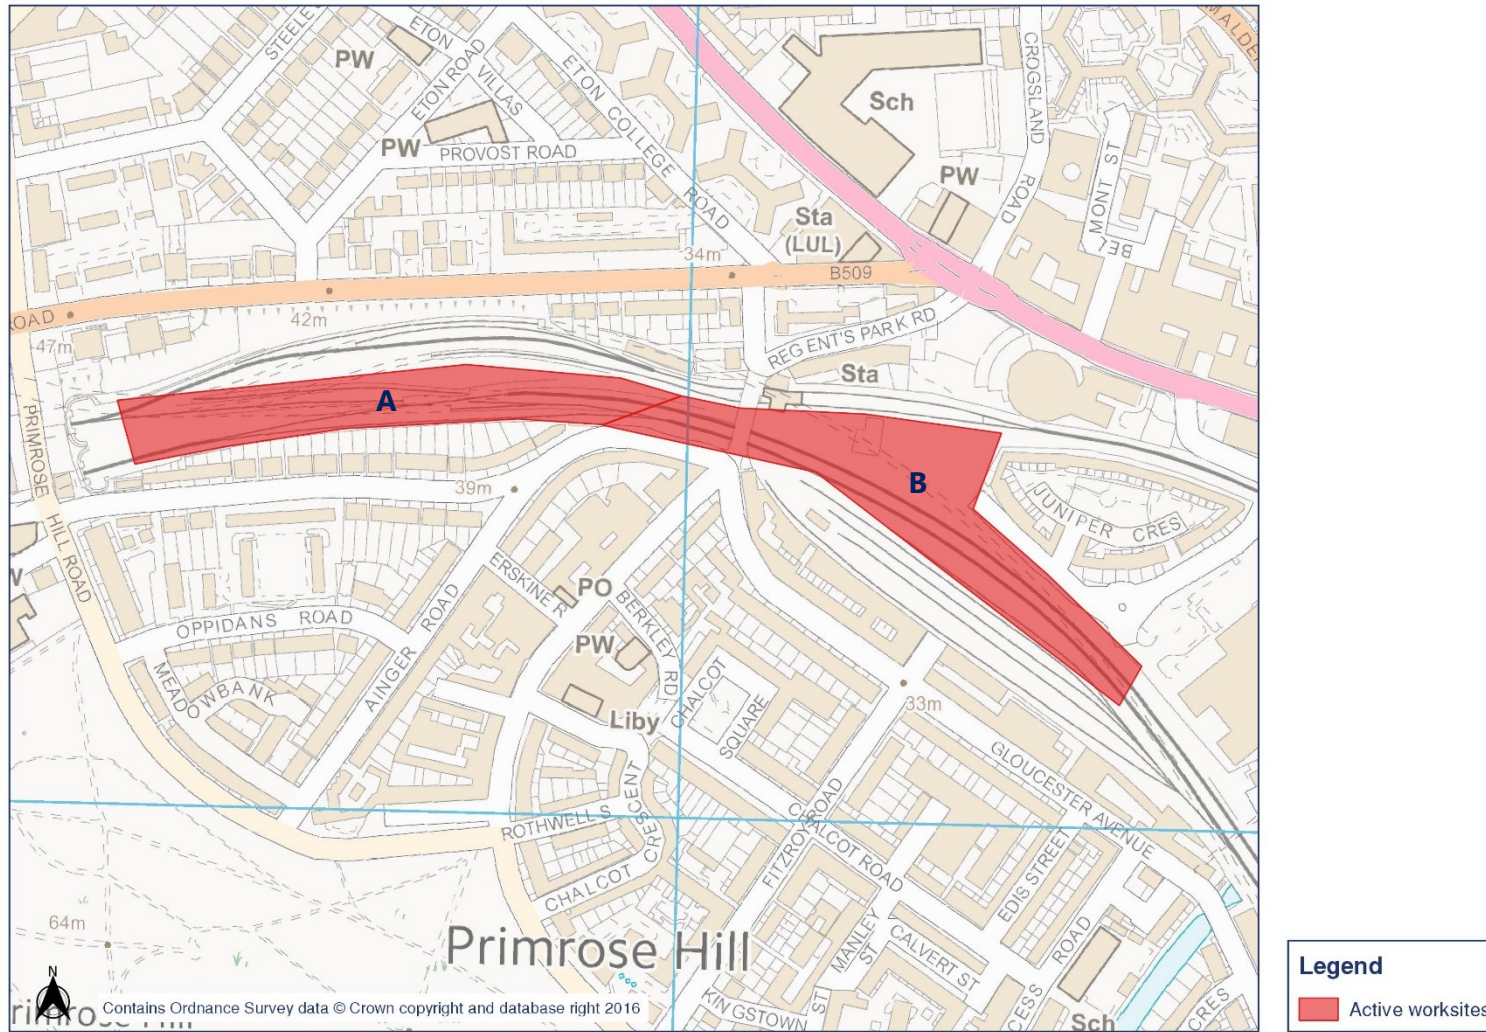 STEELE
ETON VILLAS
ETON ROAD
PW
ETON COLLEGE ROAD
CROGSLAND ROAD
MALDE
Sch
PW
PROVOST ROAD
PW
MONT ST
BEL
Sta
(LUL)
34m
B509
42m
ROAD
47m
REGENT'S PARK RD
Sta
A
PRIMROSE HILL ROAD
39m
B
JUNIPER CRES
ERSKINE R
PO
BERKLEY RD
OPPIDANS ROAD
AINGER ROAD
PW
MEADOWBANK
CHALCOT SQUARE
33m
Liby
GLOUCESTER AVENUE
ROTHWELL S
CHALCOT CRESCENT
FITZROY ROAD
CHALCOT ROAD
EDIS STREET
64m
Primrose Hill
MANLEY ST
CALVERT ST
CESS ROAD
N
Contains Ordnance Survey data © Crown copyright and database right 2016
KINGSTOWN ST
Sch
CRES
Legend
Active worksites